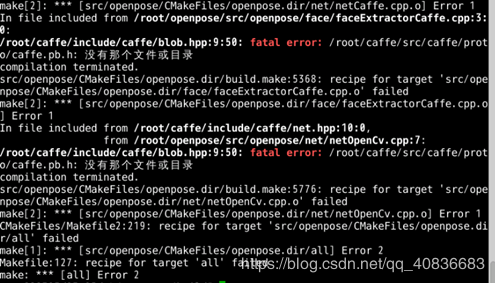 make[2]: *** [src/openpose/CMakeFiles/openpose.dir/net/netCaffe.cpp.o] Error 1
In file included from /root/openpose/src/openpose/face/faceExtractorCaffe.cpp:3:
0:
/root/caffe/include/caffe/blob.hpp:9:50: fatal error: /root/caffe/src/caffe/prot
o/caffe.pb.h: 没有那个文件或目录
compilation terminated.
src/openpose/CMakeFiles/openpose.dir/build.make:5368: recipe for target 'src/ope
npose/CMakeFiles/openpose.dir/face/faceExtractorCaffe.cpp.o' failed
make[2]: *** [src/openpose/CMakeFiles/openpose.dir/face/faceExtractorCaffe.cpp.o
] Error 1
In file included from /root/caffe/include/caffe/net.hpp:10:0,
from /root/openpose/src/openpose/net/netOpenCv.cpp:7:
/root/caffe/include/caffe/blob.hpp:9:50: fatal error: /root/caffe/src/caffe/prot
o/caffe.pb.h: 没有那个文件或目录
compilation terminated.
src/openpose/CMakeFiles/openpose.dir/build.make:5776: recipe for target 'src/ope
npose/CMakeFiles/openpose.dir/net/netOpenCv.cpp.o' failed
make[2]: *** [src/openpose/CMakeFiles/openpose.dir/net/netOpenCv.cpp.o] Error 1
CMakeFiles/Makefile2:219: recipe for target 'src/openpose/CMakeFiles/openpose.di
r/all' failed
make[1]: *** [src/openpose/CMakeFiles/openpose.dir/all] Error 2
Makefile:127: recipe for target 'all' failed
make: *** [all] Error 2
https://blog.csdn.net/qq_40836683